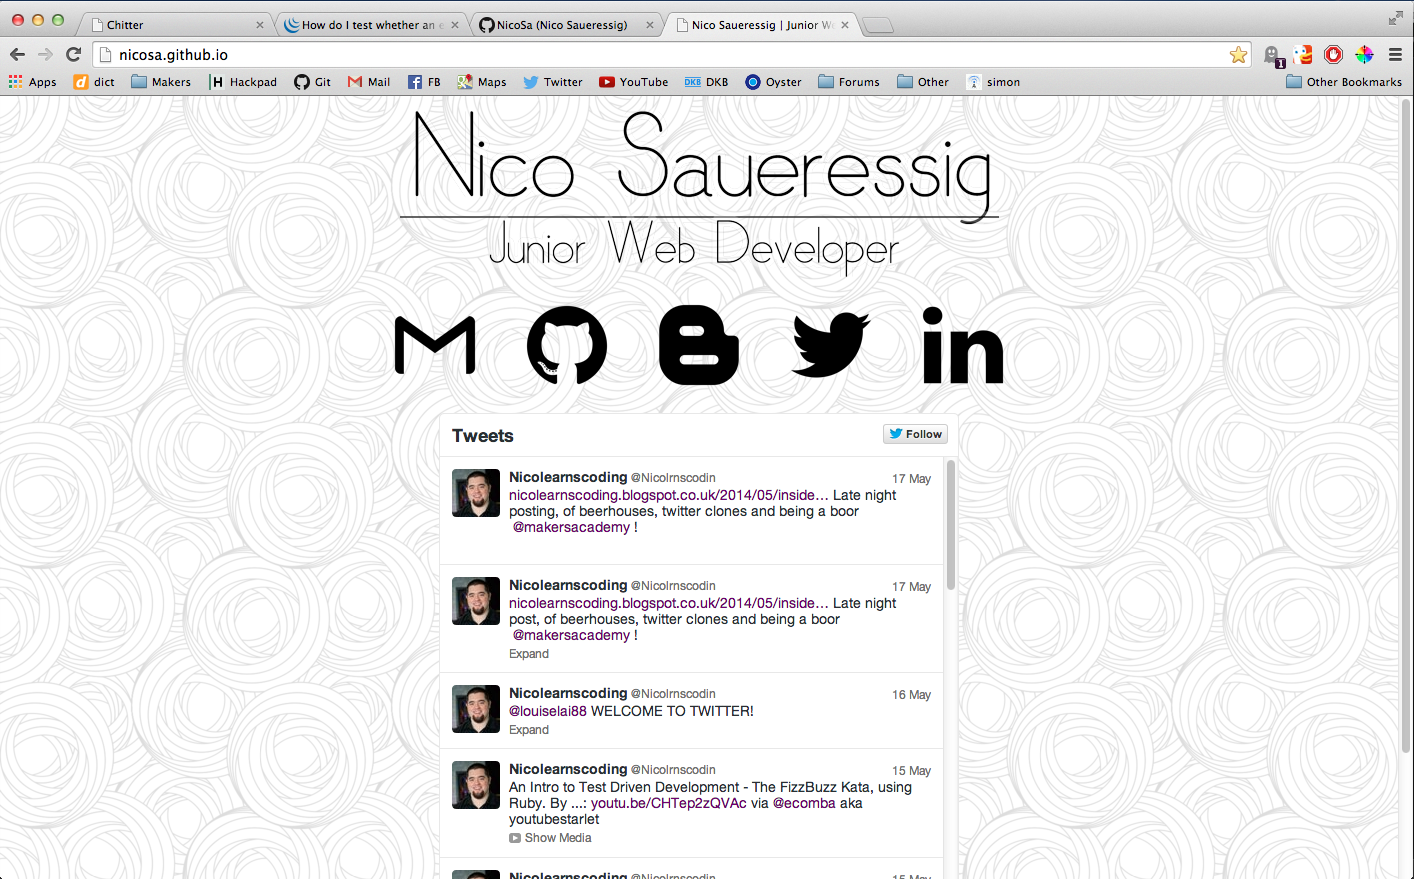 Chitter
How do I test whether an e
NicoSa (Nico Saueressig)
Nico Saueressig | Junior We
nicosa.github.io
1
Apps
d dict
Makers
H Hackpad
Git
Mail
FB
Maps
Twitter
YouTube
DKB DKB
Oyster
Forums
Other
simon
Other Bookmarks
Nico Saueressig
Junior Web Developer
in
Tweets
Follow
Nicolearnscoding @Nicolrnscodin 17 May
nicolearnscoding.blogspot.co.uk/2014/05/inside… Late night
posting, of beerhouses, twitter clones and being a boor
@makersacademy !
Nicolearnscoding @Nicolrnscodin 17 May
nicolearnscoding.blogspot.co.uk/2014/05/inside… Late night
post, of beerhouses, twitter clones and being a boor
@makersacademy !
Expand
Nicolearnscoding @Nicolrnscodin 16 May
@louiselai88 WELCOME TO TWITTER!
Expand
Nicolearnscoding @Nicolrnscodin 15 May
An Intro to Test Driven Development - The FizzBuzz Kata, using
Ruby. By ...: youtu.be/CHTep2zQVAc via @ecomba aka
youtubestarlet
Show Media
Nicolearnscoding @Nicolrnscodin 15 May